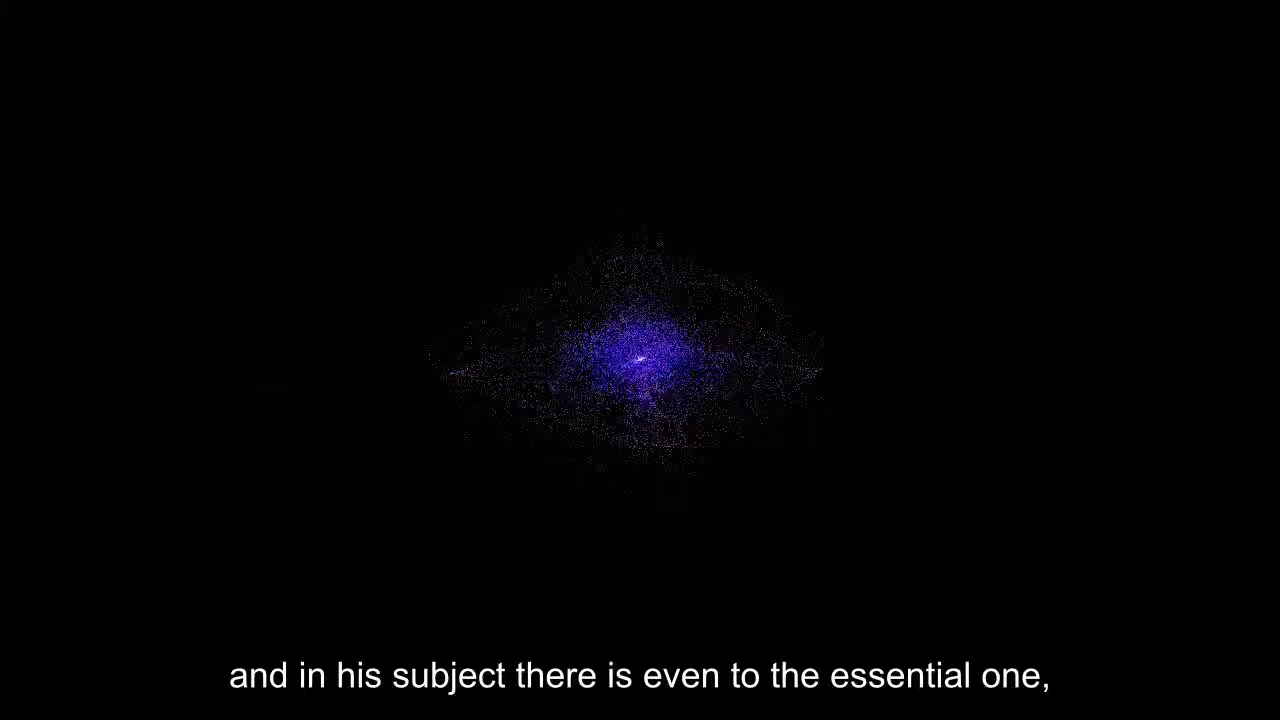 and in his subject there is even to the essential one,